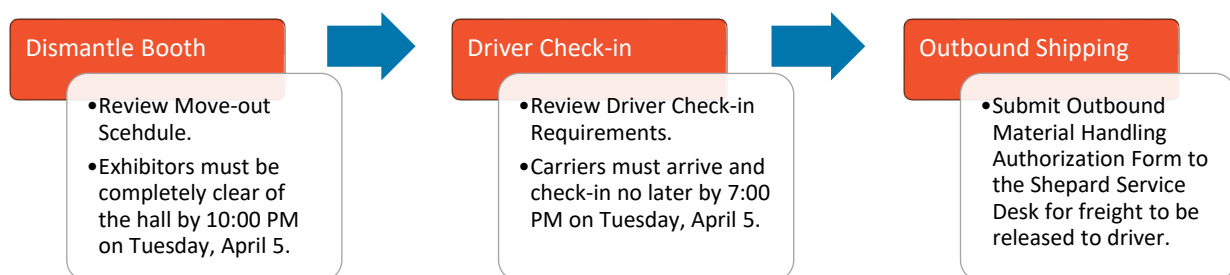 Dismantle Booth
•Review Move-out
Scehdule.
•Exhibitors must be
completely clear of
the hall by 10:00 PM
on Tuesday, April 5.
Driver Check-in
•Review Driver Check-in
Requirements.
•Carriers must arrive and
check-in no later by 7:00
PM on Tuesday, April 5.
Outbound Shipping
•Submit Outbound
Material Handling
Authorization Form to
the Shepard Service
Desk for freight to be
released to driver.